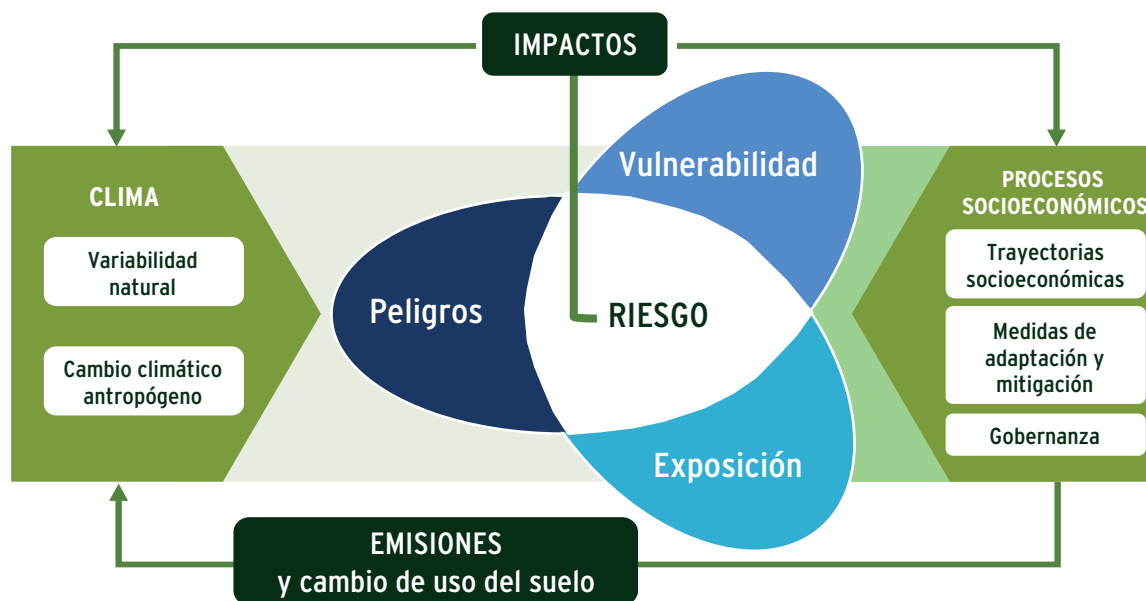 IMPACTOS
CLIMA
Variabilidad
natural
Cambio climático
antropógeno
Vulnerabilidad
Peligros
RIESGO
Exposición
PROCESOS
SOCIOECONÓMICOS
Trayectorias
socioeconómicas
Medidas de
adaptación y
mitigación
Gobernanza
EMISIONES
y cambio de uso del suelo